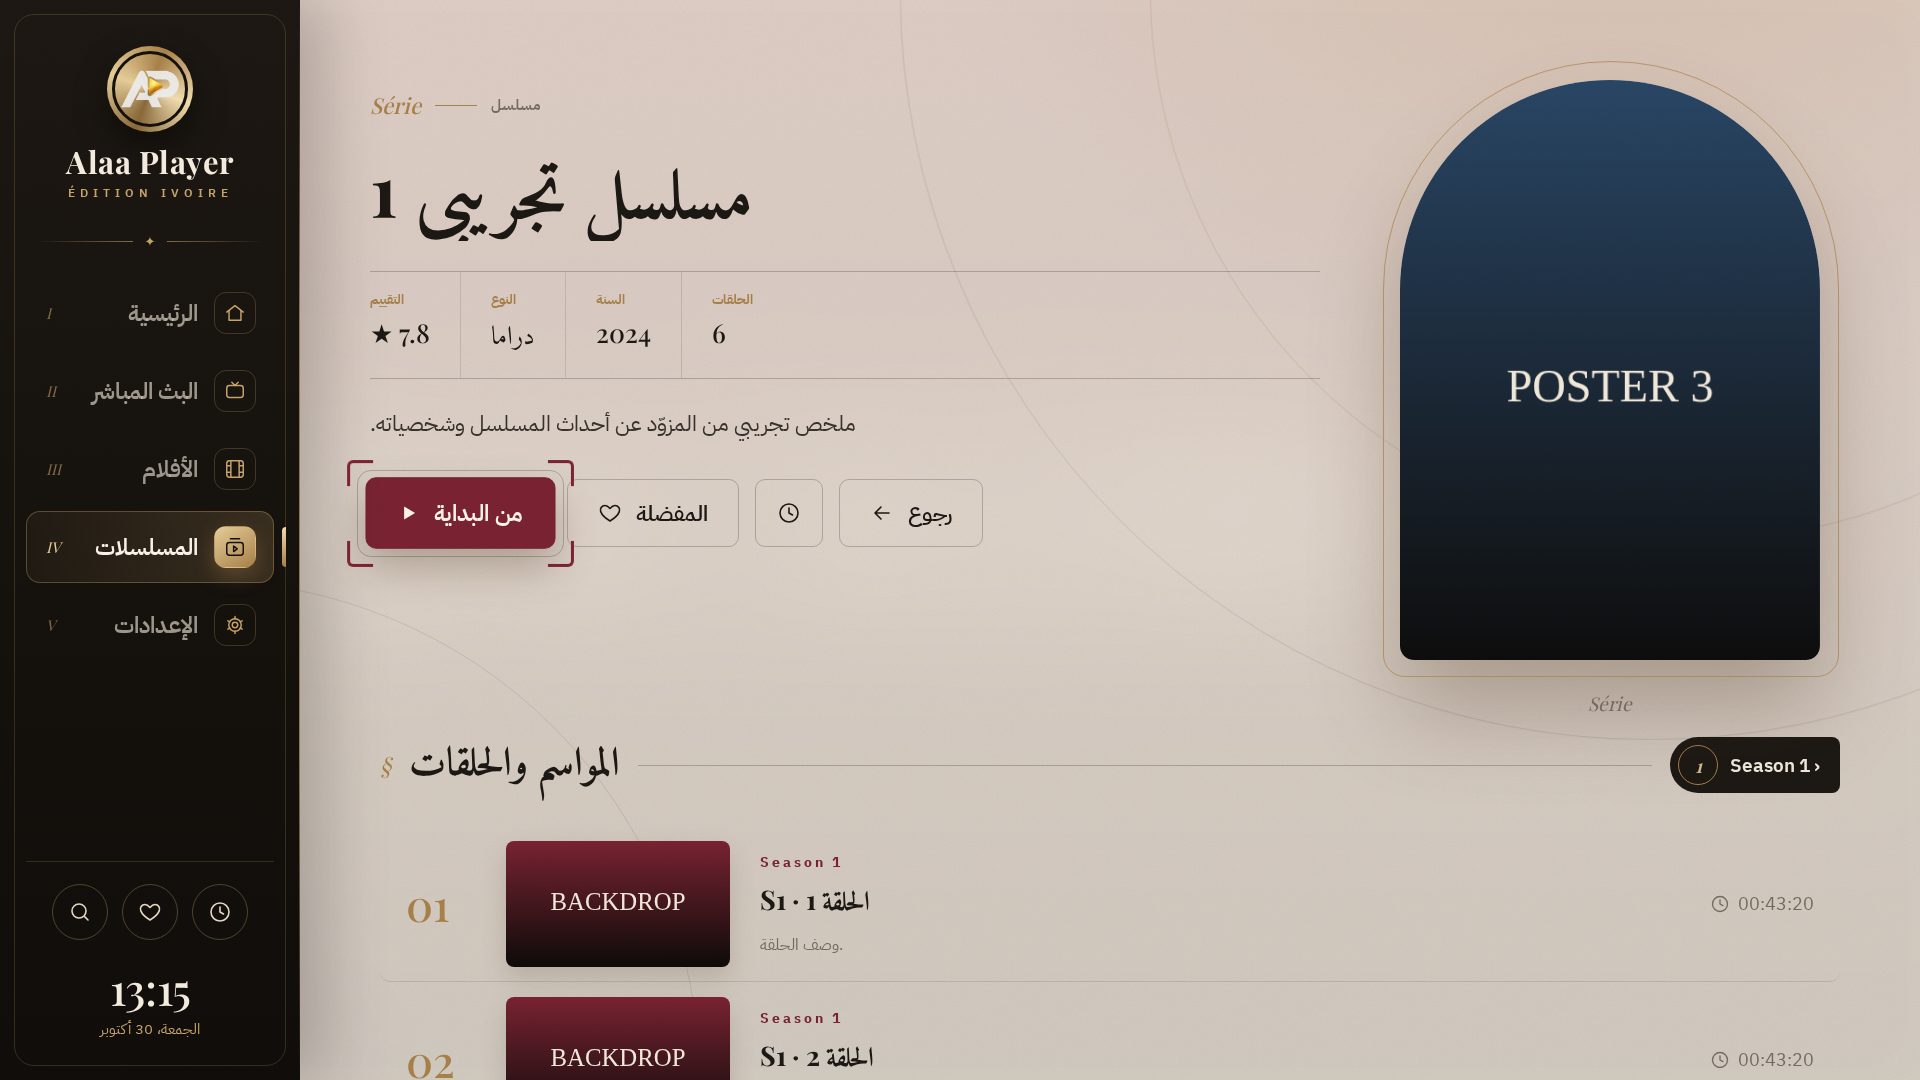 AP
Alaa Player
ÉDITION IVOIRE
الرئيسية I
البث المباشر II
الأفلام III
المسلسلات IV
الإعدادات V
13:15
الجمعة، 30 أكتوبر
Série مسلسل
مسلسل تجريبي 1
التقييم النوع السنة الحلقات
★ 7.8 دراما 2024 6
ملخص تجريبي من المزوّد عن أحداث المسلسل وشخصياته.
من البداية المفضلة رجوع
POSTER 3
Série
§ المواسم والحلقات
1 Season 1 ›
01
BACKDROP
Season 1
S1 · الحلقة 1
وصف الحلقة.
00:43:20
02
BACKDROP
Season 1
S1 · الحلقة 2
00:43:20